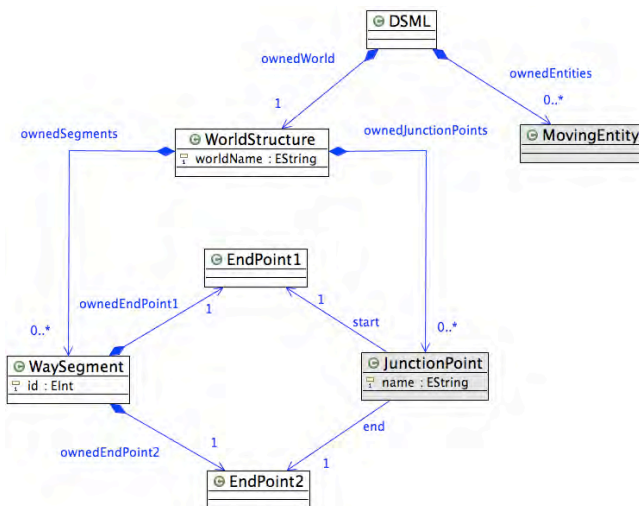 DSML
ownedWorld
ownedEntities
1
0..*
ownedSegments
WorldStructure
worldName : EString
ownedJunctionPoints
MovingEntity
EndPoint1
ownedEndPoint1
1
1
start
0..*
0..*
WaySegment
id : EInt
JunctionPoint
name : EString
1
end
ownedEndPoint2
1
EndPoint2